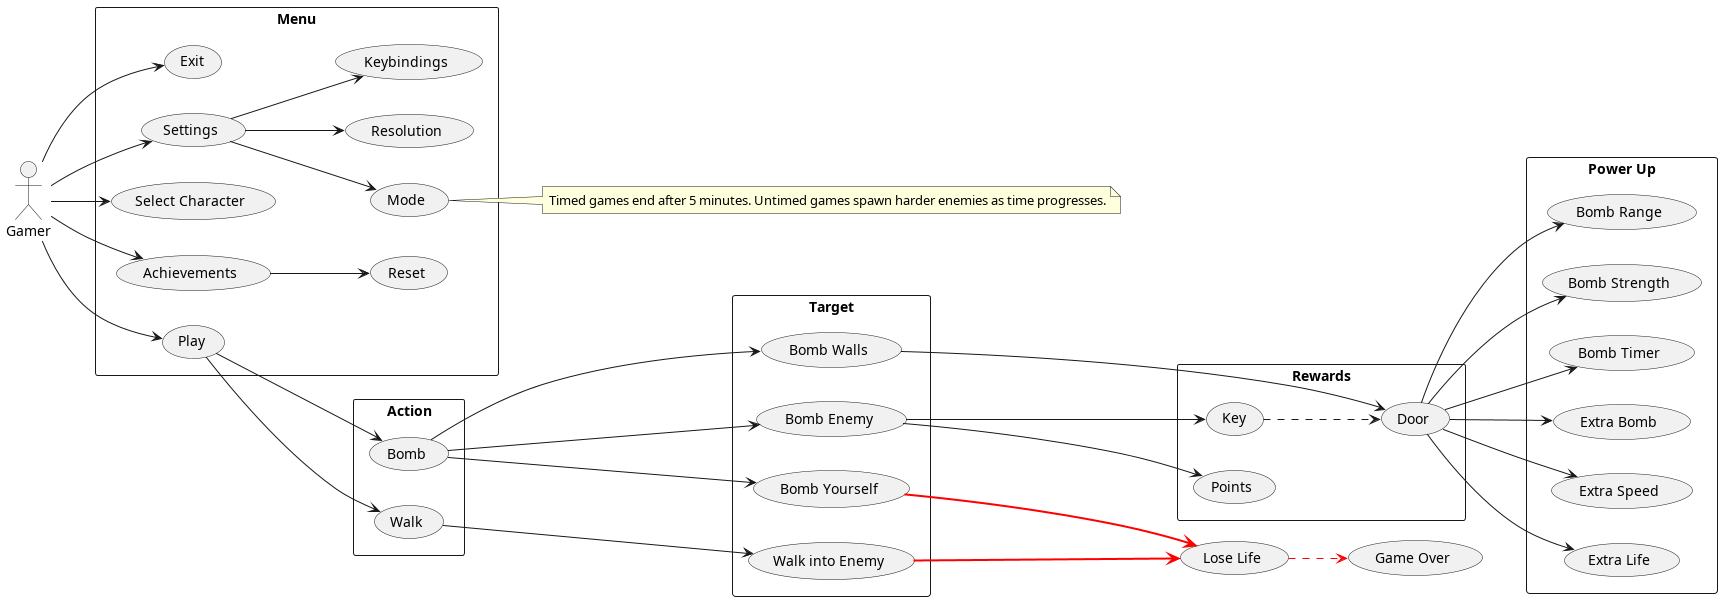 Gamer
Menu
Exit
Settings
Select Character
Achievements
Play
Keybindings
Resolution
Mode
Reset
Timed games end after 5 minutes. Untimed games spawn harder enemies as time progresses.
Action
Bomb
Walk
Target
Bomb Walls
Bomb Enemy
Bomb Yourself
Walk into Enemy
Rewards
Key
Door
Points
Lose Life
Game Over
Power Up
Bomb Range
Bomb Strength
Bomb Timer
Extra Bomb
Extra Speed
Extra Life